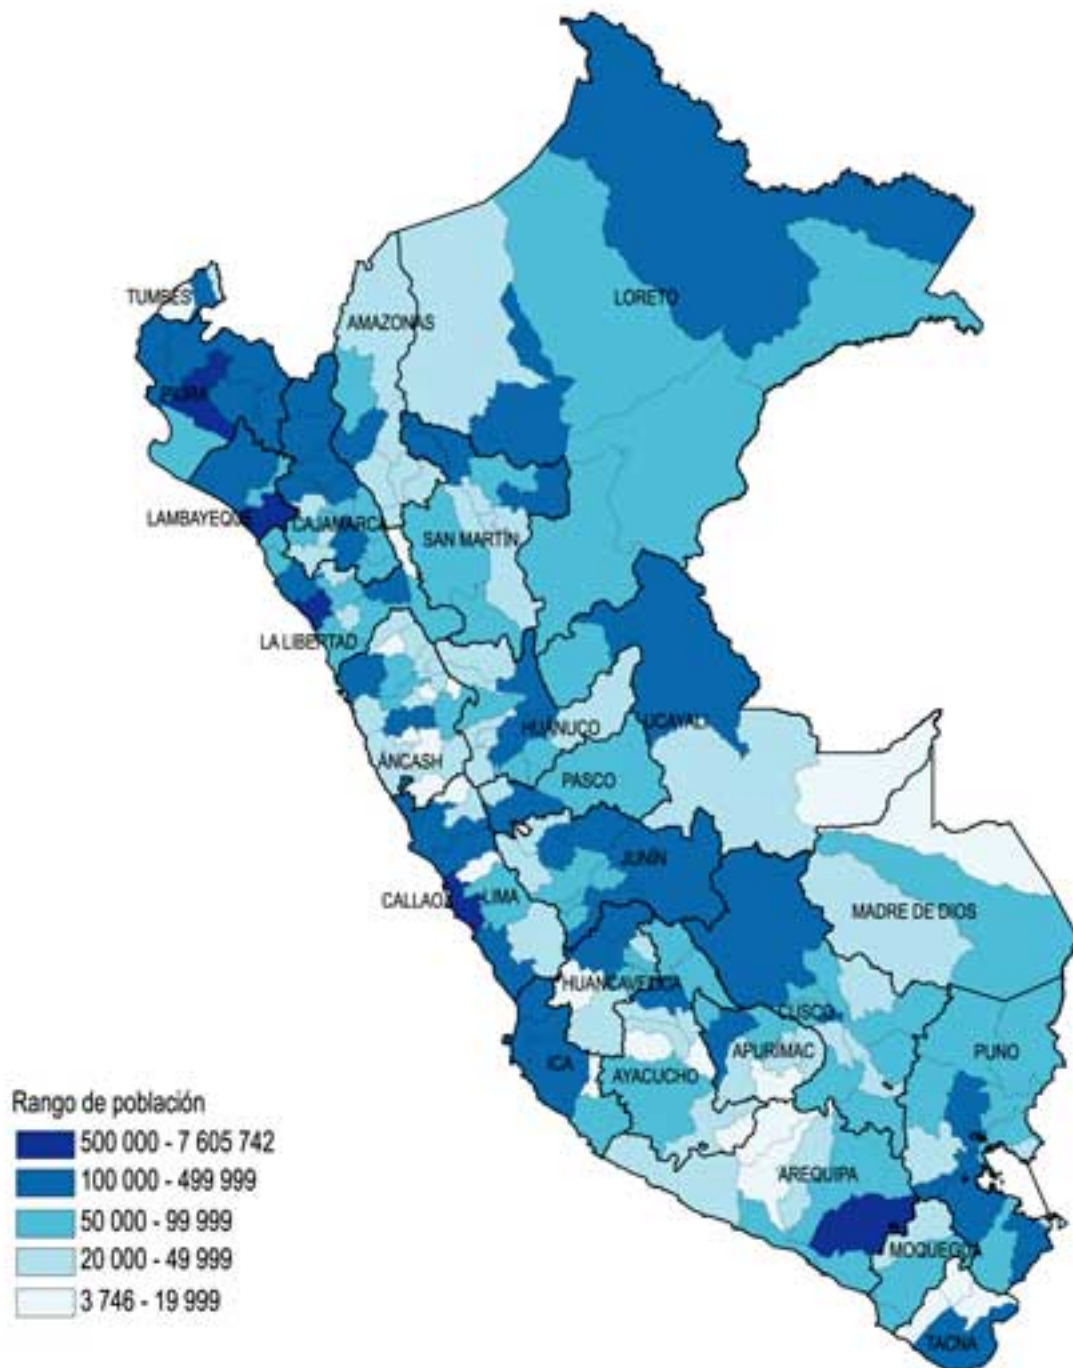 LORETO
TUMBES
AMAZONAS
PIURA
LAMBAYEQUE
CAJAMARCA
SAN MARTÍN
LA LIBERTAD
HUÁNUCO
UCAYALI
ANCASH
PASCO
JUNÍN
CALLAO
LIMA
MADRE DE DIOS
HUANCAVELICA
CUSCO
ICA
AYACUCHO
APURÍMAC
PUNO
AREQUIPA
MOQUEGUA
TACNA
Rango de población
500 000 - 7 605 742
100 000 - 499 999
50 000 - 99 999
20 000 - 49 999
3 746 - 19 999